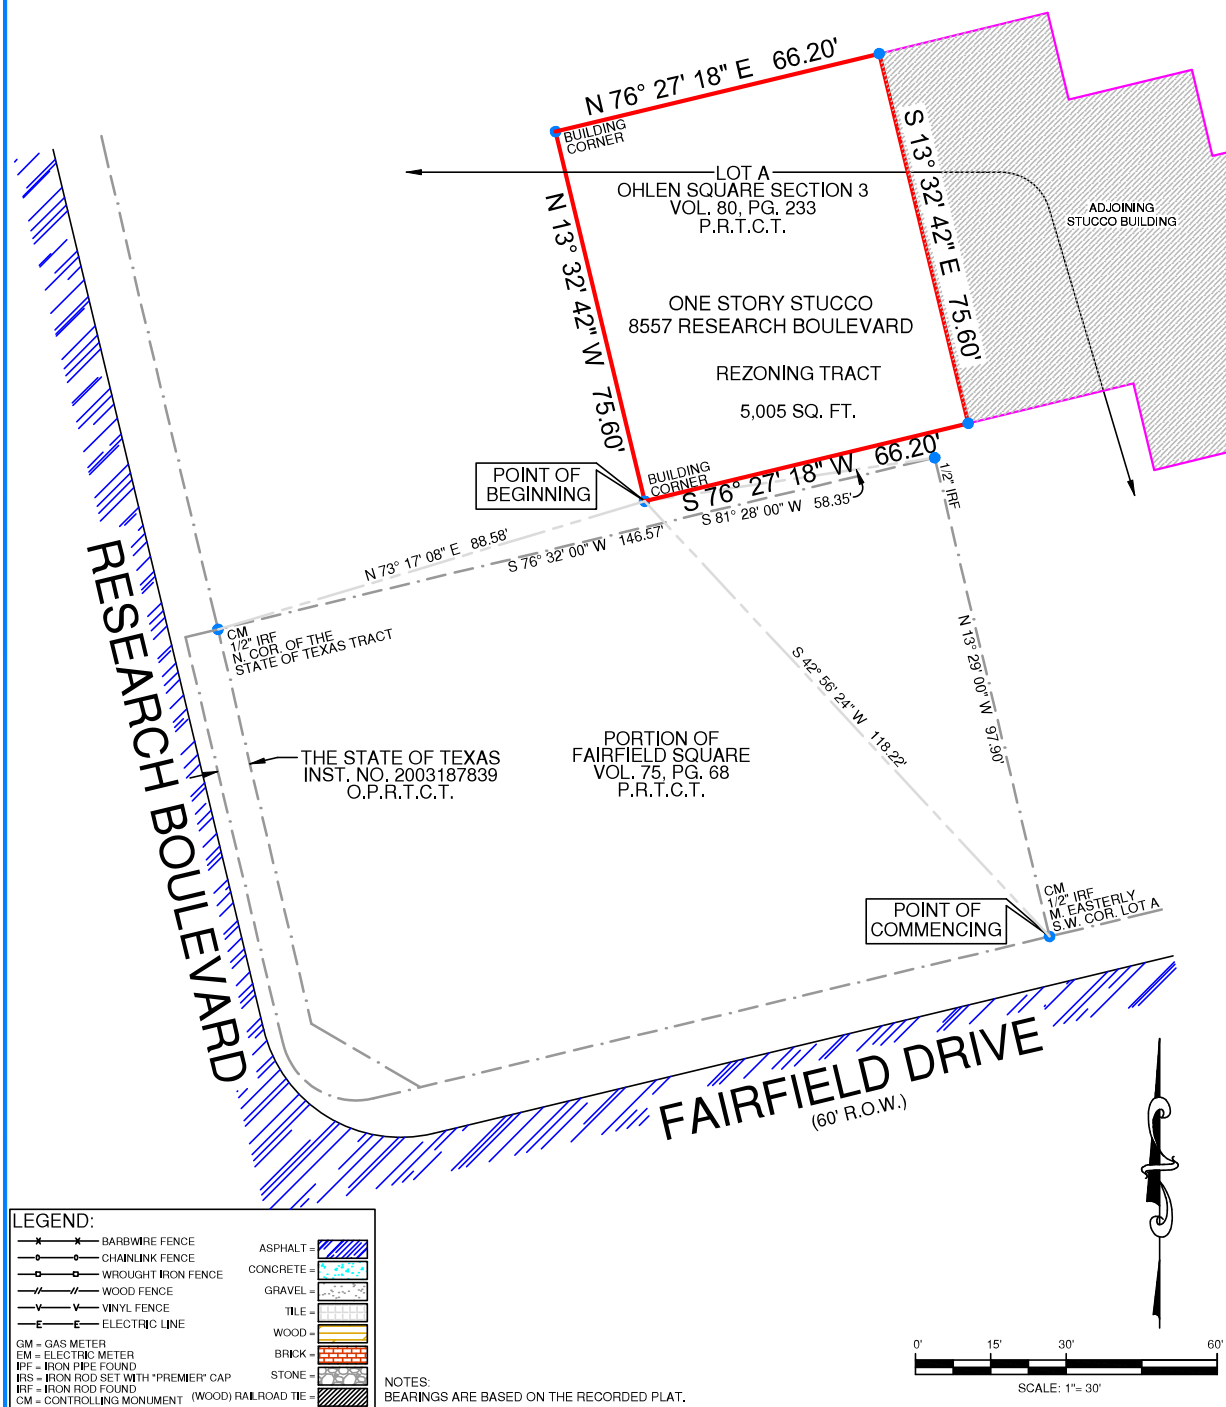 N 76° 27' 18" E 66.20'
BUILDING
CORNER
S 13° 32' 42" E 75.60'
LOT A
OHLEN SQUARE SECTION 3
VOL. 80, PG. 233
P.R.T.C.T.
ADJOINING
STUCCO BUILDING
N 13° 32' 42" W 75.60'
ONE STORY STUCCO
8557 RESEARCH BOULEVARD
REZONING TRACT
5,005 SQ. FT.
POINT OF
BEGINNING
BUILDING
CORNER
S 76° 27' 18" W 66.20'
1/2" IRF
S 81° 28' 00" W 58.35'
N 73° 17' 08" E 88.58'
S 76° 32' 00" W 146.57'
CM
1/2" IRF
N. COR. OF THE
STATE OF TEXAS TRACT
RESEARCH BOULEVARD
N 13° 29' 00" W 97.90'
S 42° 56' 24" W 118.22'
THE STATE OF TEXAS
INST. NO. 2003187839
O.P.R.T.C.T.
PORTION OF
FAIRFIELD SQUARE
VOL. 75, PG. 68
P.R.T.C.T.
POINT OF
COMMENCING
CM
1/2" IRF
M. EASTERLY
S.W. COR. LOT A
FAIRFIELD DRIVE
(60' R.O.W.)
LEGEND:
BARBWIRE FENCE
CHAINLINK FENCE
WROUGHT IRON FENCE
WOOD FENCE
VINYL FENCE
E E ELECTRIC LINE
GM = GAS METER
EM = ELECTRIC METER
IPF = IRON PIPE FOUND
IRS = IRON ROD SET WITH "PREMIER" CAP
IRF = IRON ROD FOUND
CM = CONTROLLING MONUMENT
ASPHALT =
CONCRETE =
GRAVEL =
TILE =
WOOD =
BRICK =
STONE =
(WOOD) RAILROAD TIE =
NOTES:
BEARINGS ARE BASED ON THE RECORDED PLAT.
0' 15' 30' 60'
SCALE: 1"= 30'